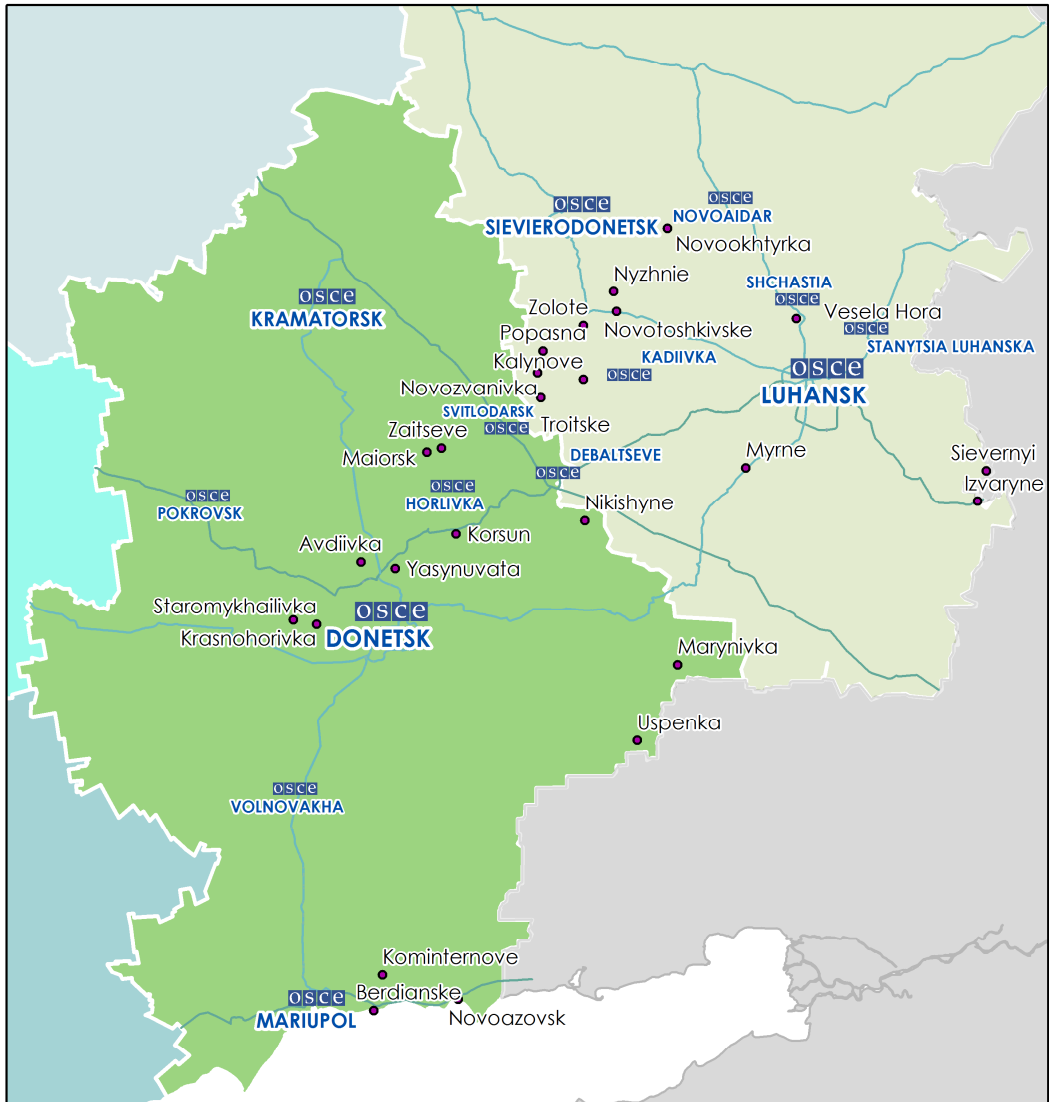 osce
SIEVIERODONETSK
osce
NOVOAIDAR
Novookhtyrka
Nyzhnie
SHCHASTIA
osce
Vesela Hora
osce
KRAMATORSK
Zolote
Novotoshkivske
osce
STANYTSIA LUHANSKA
Popasna
Kalynove
KADIIVKA
osce
osce
LUHANSK
Novozvanivka
SVITLODARSK
osce
Troitske
Zaitseve
Maiorsk
DEBALTSEVE
osce
Myrne
Sievernyi
Izvaryne
osce
POKROVSK
osce
HORLIVKA
Nikishyne
Korsun
Avdiivka
Yasynuvata
Staromykhailivka
Krasnohorivka
osce
DONETSK
Marynivka
Uspenka
osce
VOLNOVAKHA
Kominternove
osce
MARIUPOL
Berdianske
Novoazovsk